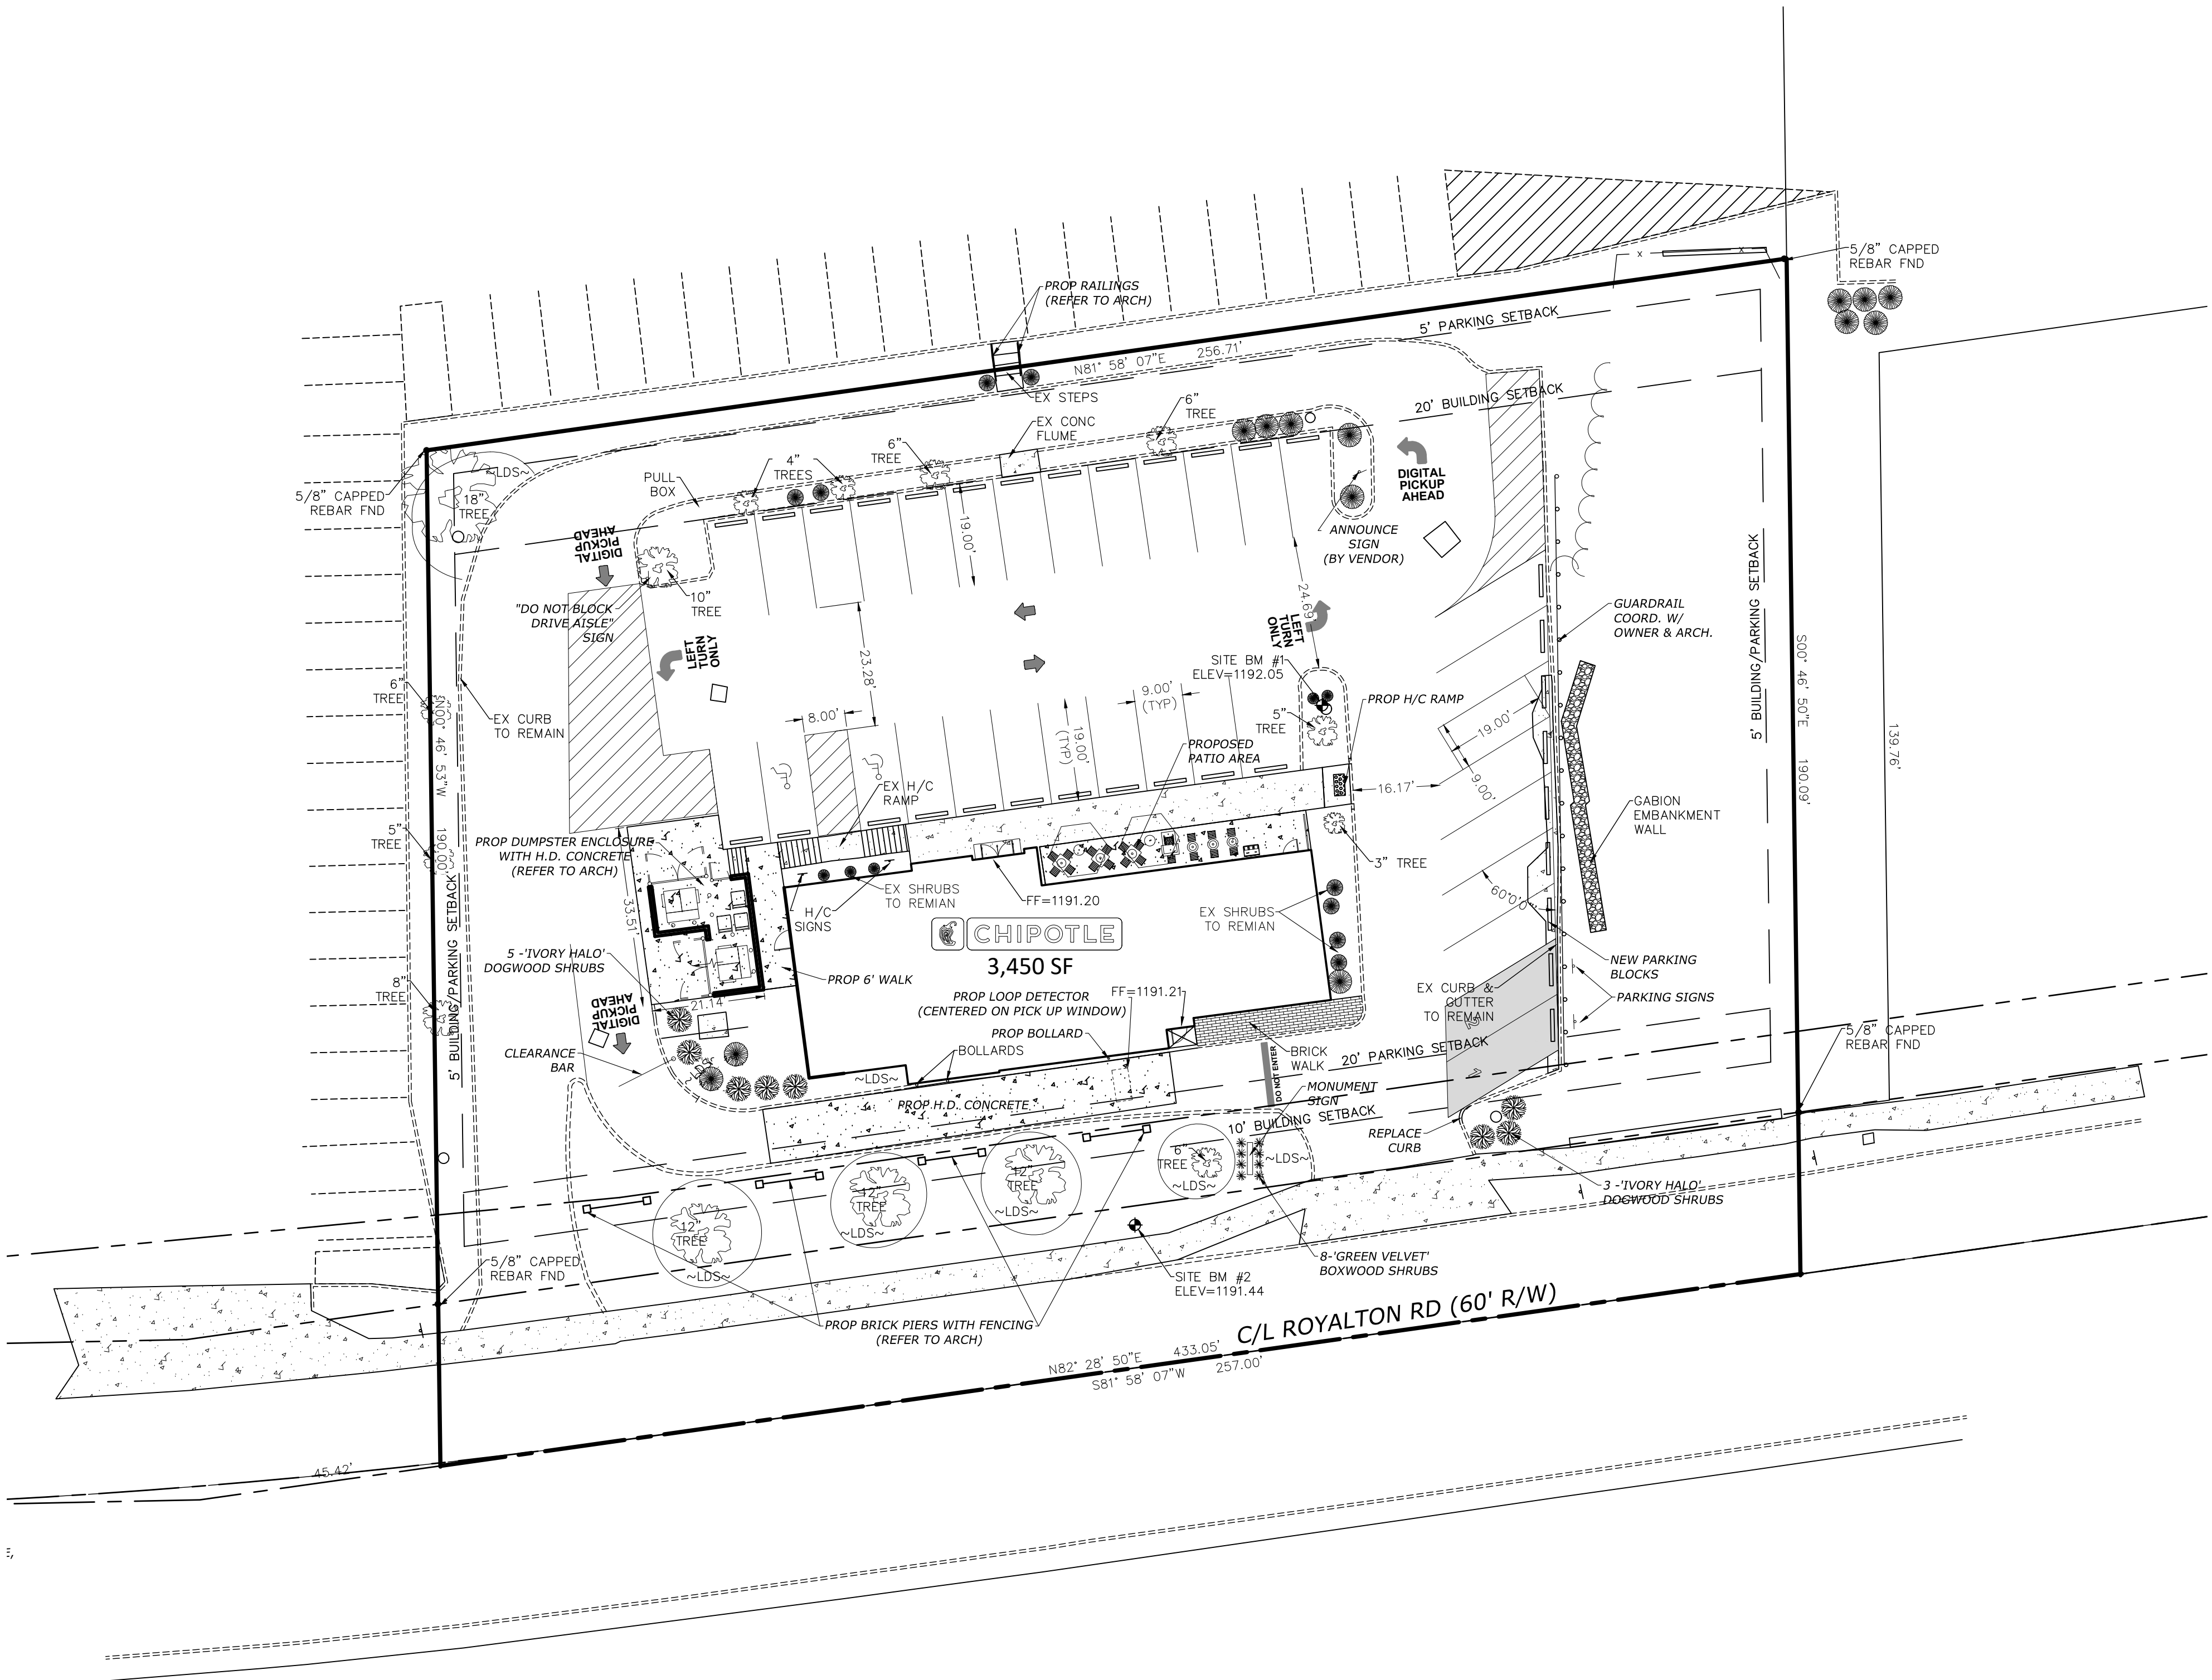 5/8" CAPPED
REBAR FND
PROP RAILINGS
(REFER TO ARCH)
5' PARKING SETBACK
N81° 58' 07"E 256.71'
EX STEPS
20' BUILDING SETBACK
6"
TREE
EX CONC
FLUME
6"
TREE
4"
TREES
PULL
BOX
~LDS~
18"
TREE
5/8" CAPPED
REBAR FND
DIGITAL
PICKUP
AHEAD
DIGITAL
PICKUP
AHEAD
19.00'
ANNOUNCE
SIGN
(BY VENDOR)
"DO NOT BLOCK
DRIVE AISLE"
SIGN
10"
TREE
24.69'
LEFT
TURN
ONLY
LEFT
TURN
ONLY
GUARDRAIL
COORD. W/
OWNER & ARCH.
5' BUILDING/PARKING SETBACK
S00° 46' 50"E 190.09'
139.76'
23.28'
SITE BM #1
ELEV=1192.05
6"
TREE
N00° 46' 53"W 190.00'
EX CURB
TO REMAIN
8.00'
9.00'
(TYP)
19.00'
(TYP)
5"
TREE
PROP H/C RAMP
PROPOSED
PATIO AREA
19.00'
9.00'
16.17'
EX H/C
RAMP
GABION
EMBANKMENT
WALL
5"
TREE
PROP DUMPSTER ENCLOSURE
WITH H.D. CONCRETE
(REFER TO ARCH)
3" TREE
33.51'
H/C
SIGNS
EX SHRUBS
TO REMIAN
FF=1191.20
EX SHRUBS
TO REMIAN
60°0'0"
CHIPOTLE
3,450 SF
5 -'IVORY HALO'
DOGWOOD SHRUBS
PROP 6' WALK
NEW PARKING
BLOCKS
8"
TREE
5' BUILDING/PARKING SETBACK
DIGITAL
PICKUP
AHEAD
21.14'
PROP LOOP DETECTOR
(CENTERED ON PICK UP WINDOW)
FF=1191.21
EX CURB &
GUTTER
TO REMAIN
PARKING SIGNS
2
PROP BOLLARD
CLEARANCE
BAR
BOLLARDS
BRICK
WALK
20' PARKING SETBACK
5/8" CAPPED
REBAR FND
1
~LDS~
DO NOT ENTER
MONUMENT
SIGN
PROP H.D. CONCRETE
10' BUILDING SETBACK
REPLACE
CURB
6"
TREE
~LDS~
~LDS~
12"
TREE
~LDS~
12"
TREE
~LDS~
12"
TREE
~LDS~
3 -'IVORY HALO'
DOGWOOD SHRUBS
5/8" CAPPED
REBAR FND
8-'GREEN VELVET'
BOXWOOD SHRUBS
SITE BM #2
ELEV=1191.44
PROP BRICK PIERS WITH FENCING
(REFER TO ARCH)
C/L ROYALTON RD (60' R/W)
N82° 28' 50"E 433.05'
S81° 58' 07"W 257.00'
45.42'
E,